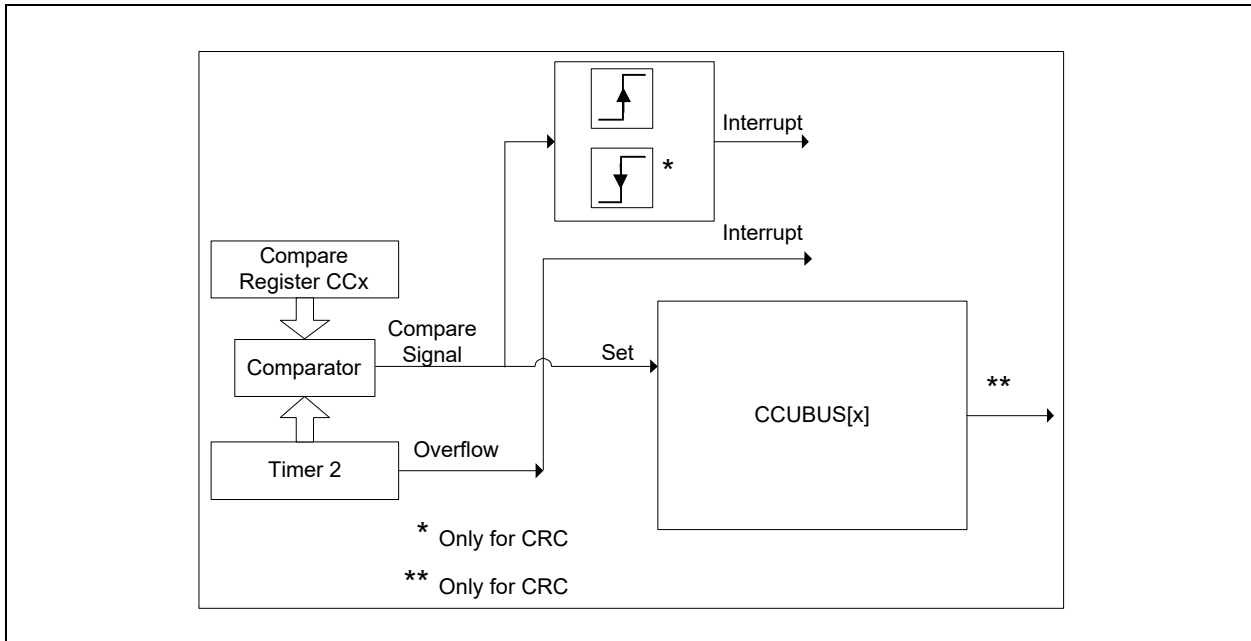 Interrupt
*
Interrupt
Compare
Register CCx
Compare
Signal
Set
Comparator
**
CCUBUS[x]
Overflow
Timer 2
* Only for CRC
** Only for CRC